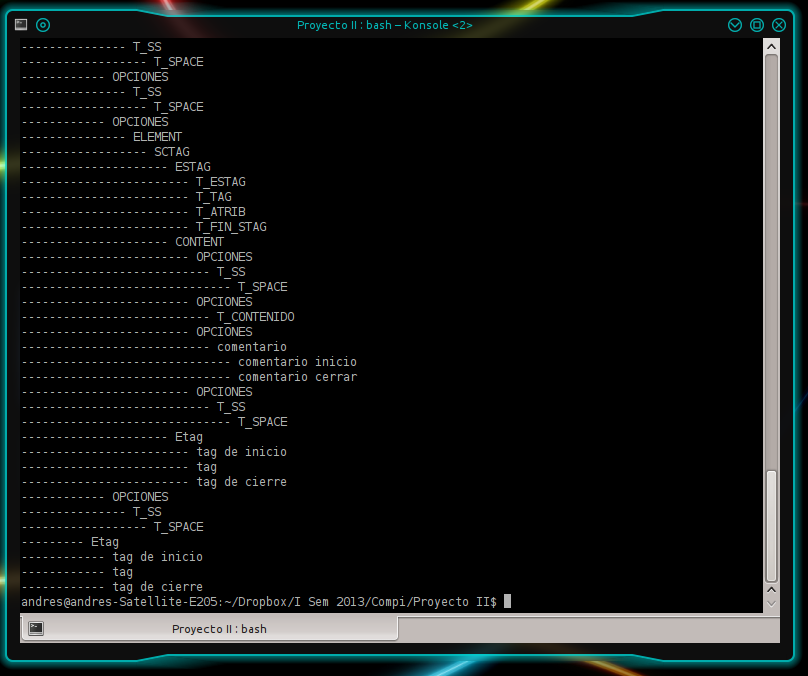 Proyecto II : bash – Konsole <2>
--------------- T_SS
------------------ T_SPACE
------------ OPCIONES
--------------- T_SS
------------------ T_SPACE
------------ OPCIONES
--------------- ELEMENT
------------------ SCTAG
--------------------- ESTAG
------------------------ T_ESTAG
------------------------ T_TAG
------------------------ T_ATRIB
------------------------ T_FIN_STAG
--------------------- CONTENT
------------------------ OPCIONES
--------------------------- T_SS
------------------------------ T_SPACE
------------------------ OPCIONES
--------------------------- T_CONTENIDO
------------------------ OPCIONES
--------------------------- comentario
------------------------------ comentario inicio
------------------------------ comentario cerrar
------------------------ OPCIONES
--------------------------- T_SS
------------------------------ T_SPACE
--------------------- Etag
------------------------ tag de inicio
------------------------ tag
------------------------ tag de cierre
------------ OPCIONES
--------------- T_SS
------------------ T_SPACE
--------- Etag
------------ tag de inicio
------------ tag
------------ tag de cierre
andres@andres-Satellite-E205:~/Dropbox/I Sem 2013/Compi/Proyecto II$
Proyecto II : bash